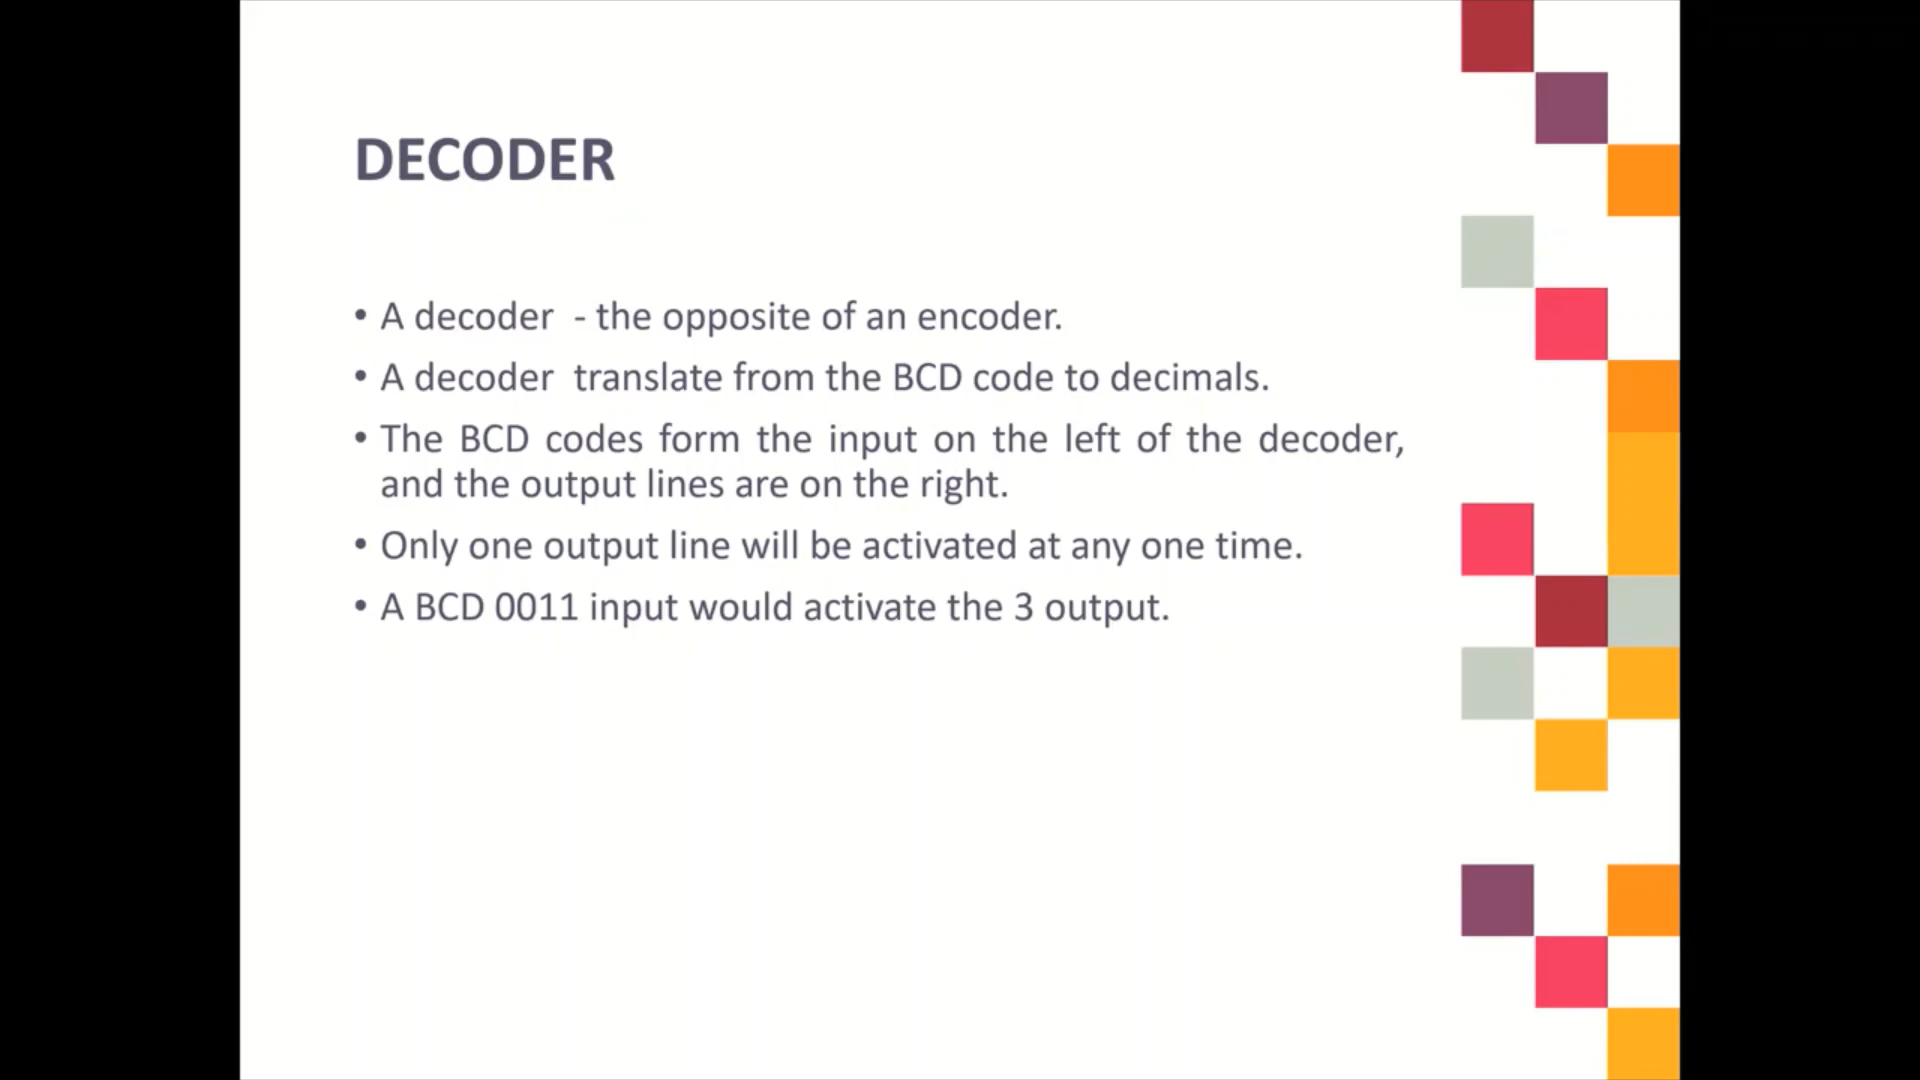 DECODER
• A decoder - the opposite of an encoder.
• A decoder translate from the BCD code to decimals.
• The BCD codes form the input on the left of the decoder,
and the output lines are on the right.
• Only one output line will be activated at any one time.
• A BCD 0011 input would activate the 3 output.